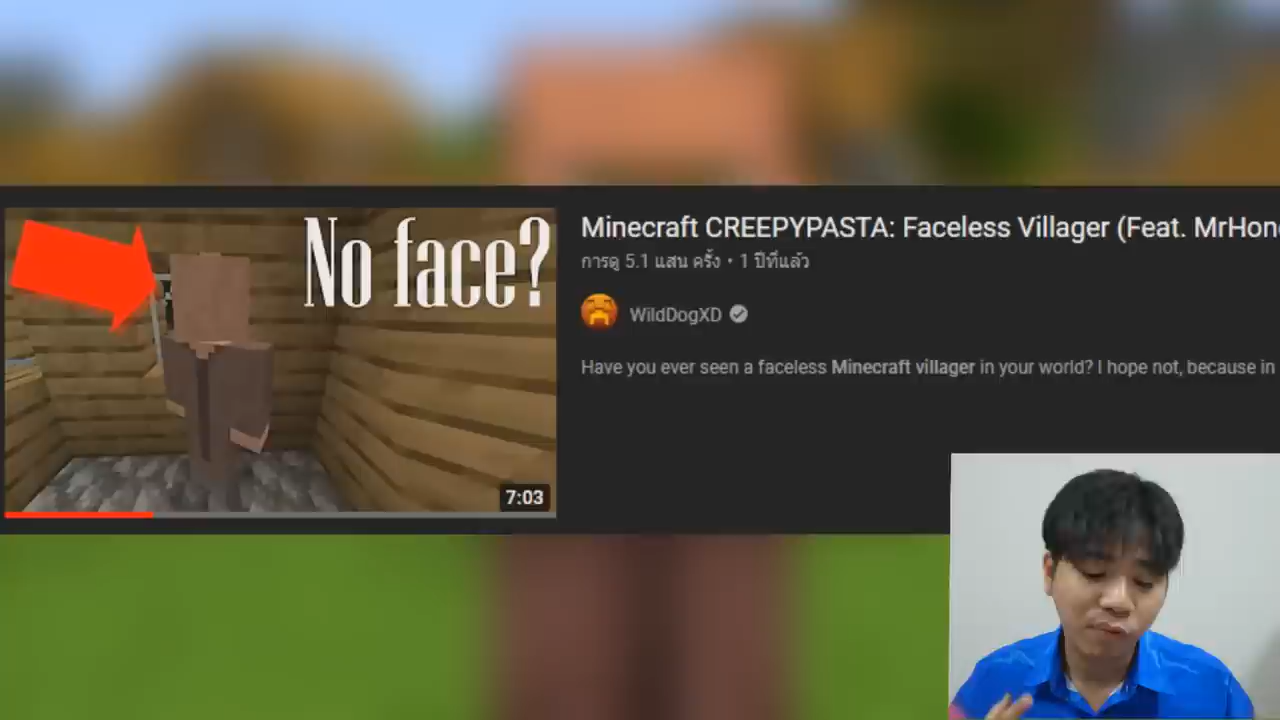 No face?
7:03
Minecraft CREEPYPASTA: Faceless Villager (Feat. MrHon
การดู 5.1 แสน ครั้ง • 1 ปีที่แล้ว
WildDogXD
Have you ever seen a faceless Minecraft villager in your world? I hope not, because in